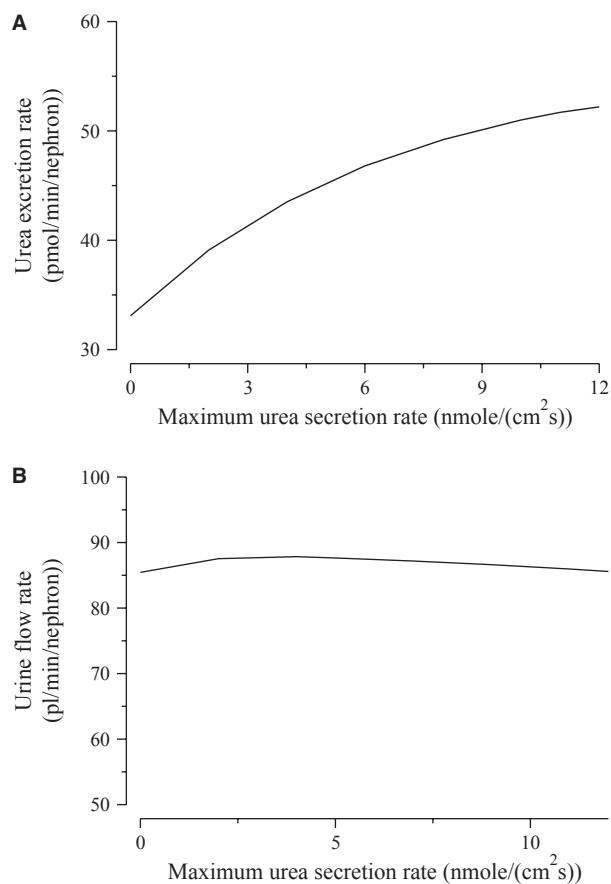 A
60
50
40
30
Urea excretion rate
(pmol/min/nephron)
0 3 6 9 12
Maximum urea secretion rate (nmole/(cm²s))
B
100
90
80
70
60
50
Urine flow rate
(pl/min/nephron))
0 5 10
Maximum urea secretion rate (nmole/(cm²s))